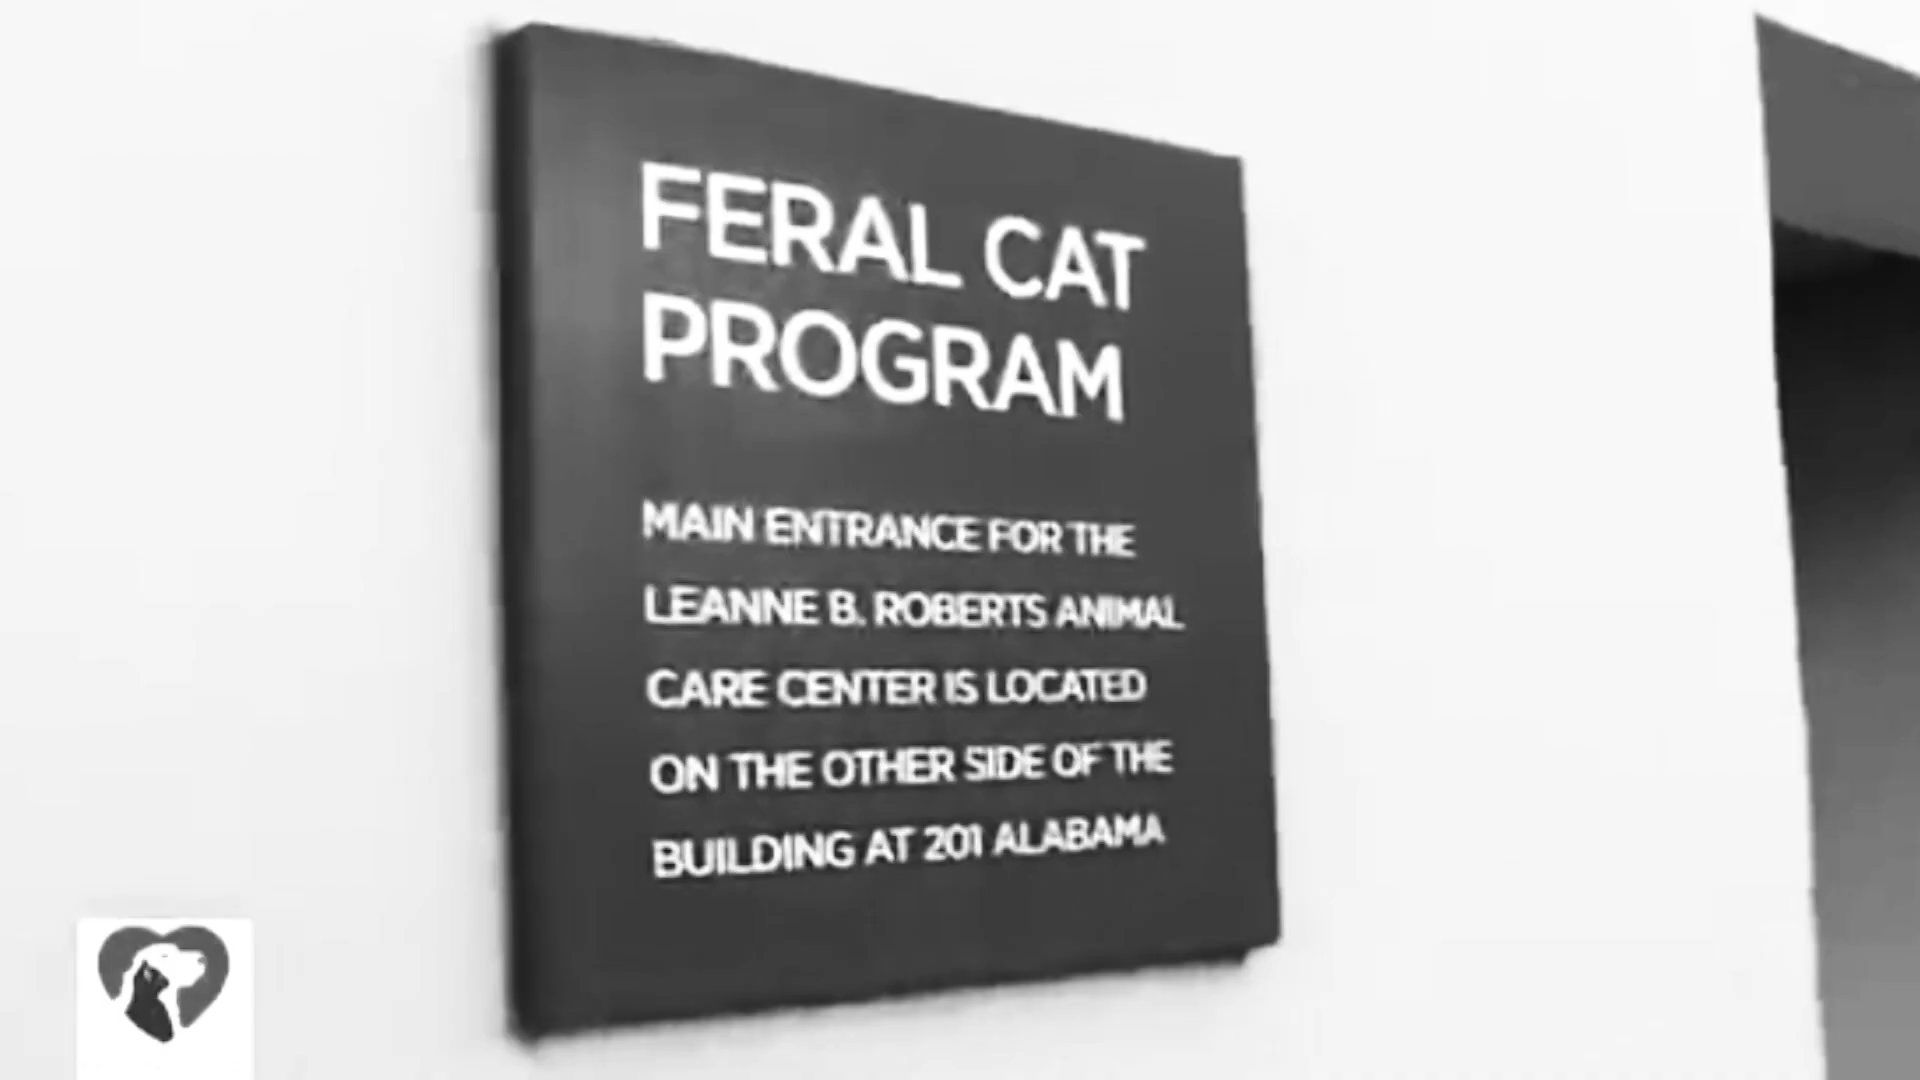 FERAL CAT
PROGRAM
MAIN ENTRANCE FOR THE
LEANNE B. ROBERTS ANIMAL
CARE CENTER IS LOCATED
ON THE OTHER SIDE OF THE
BUILDING AT 201 ALABAMA